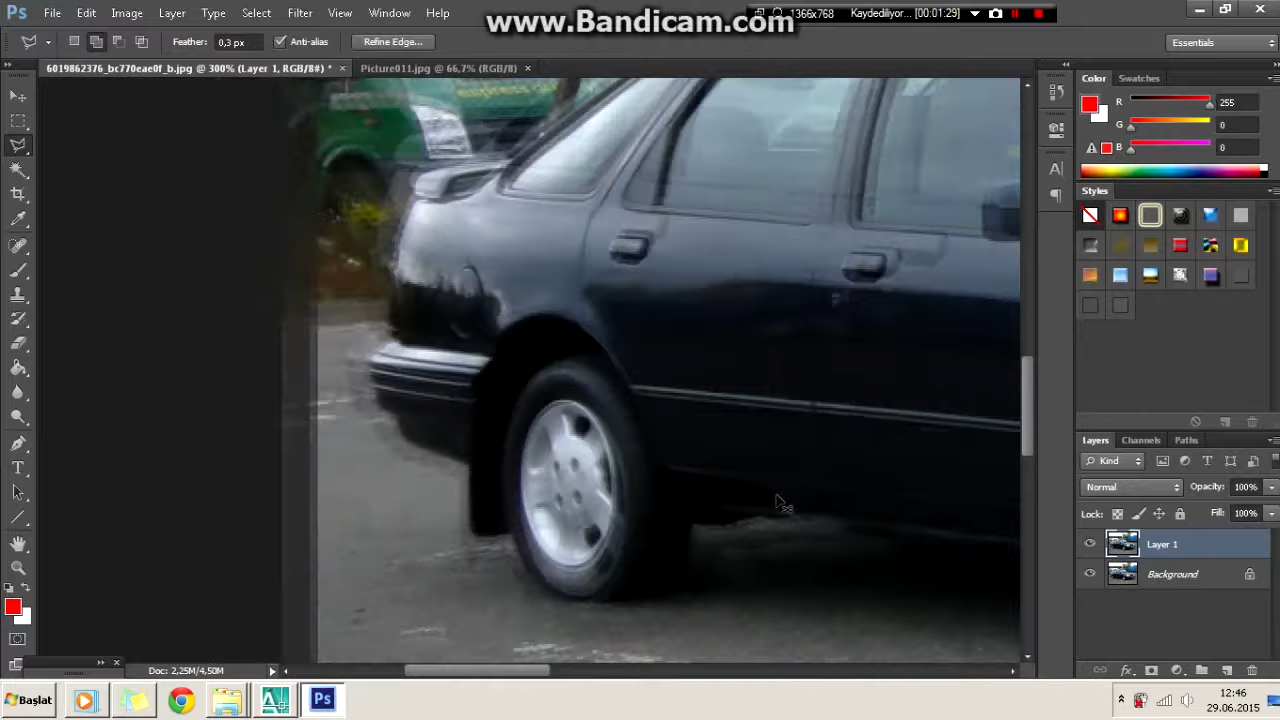 www.Bandicam.com
Ps File Edit Image Layer Type Select Filter View Window Help
1366x768 Kaydediliyor... (00:01:29)
Feather: 0,3 px Anti-alias Refine Edge... Essentials
6019862376_bc770eae0f_b.jpg @ 300% (Layer 1, RGB/8#) * × Picture011.jpg @ 66,7% (RGB/8) ×
Color Swatches
R 255
G 0
B 0
Styles
Layers Channels Paths
Kind
Normal Opacity: 100%
Lock: Fill: 100%
Layer 1
Background
Doc: 2,25M/4,50M
Başlat
Ps
12:46
29.06.2015